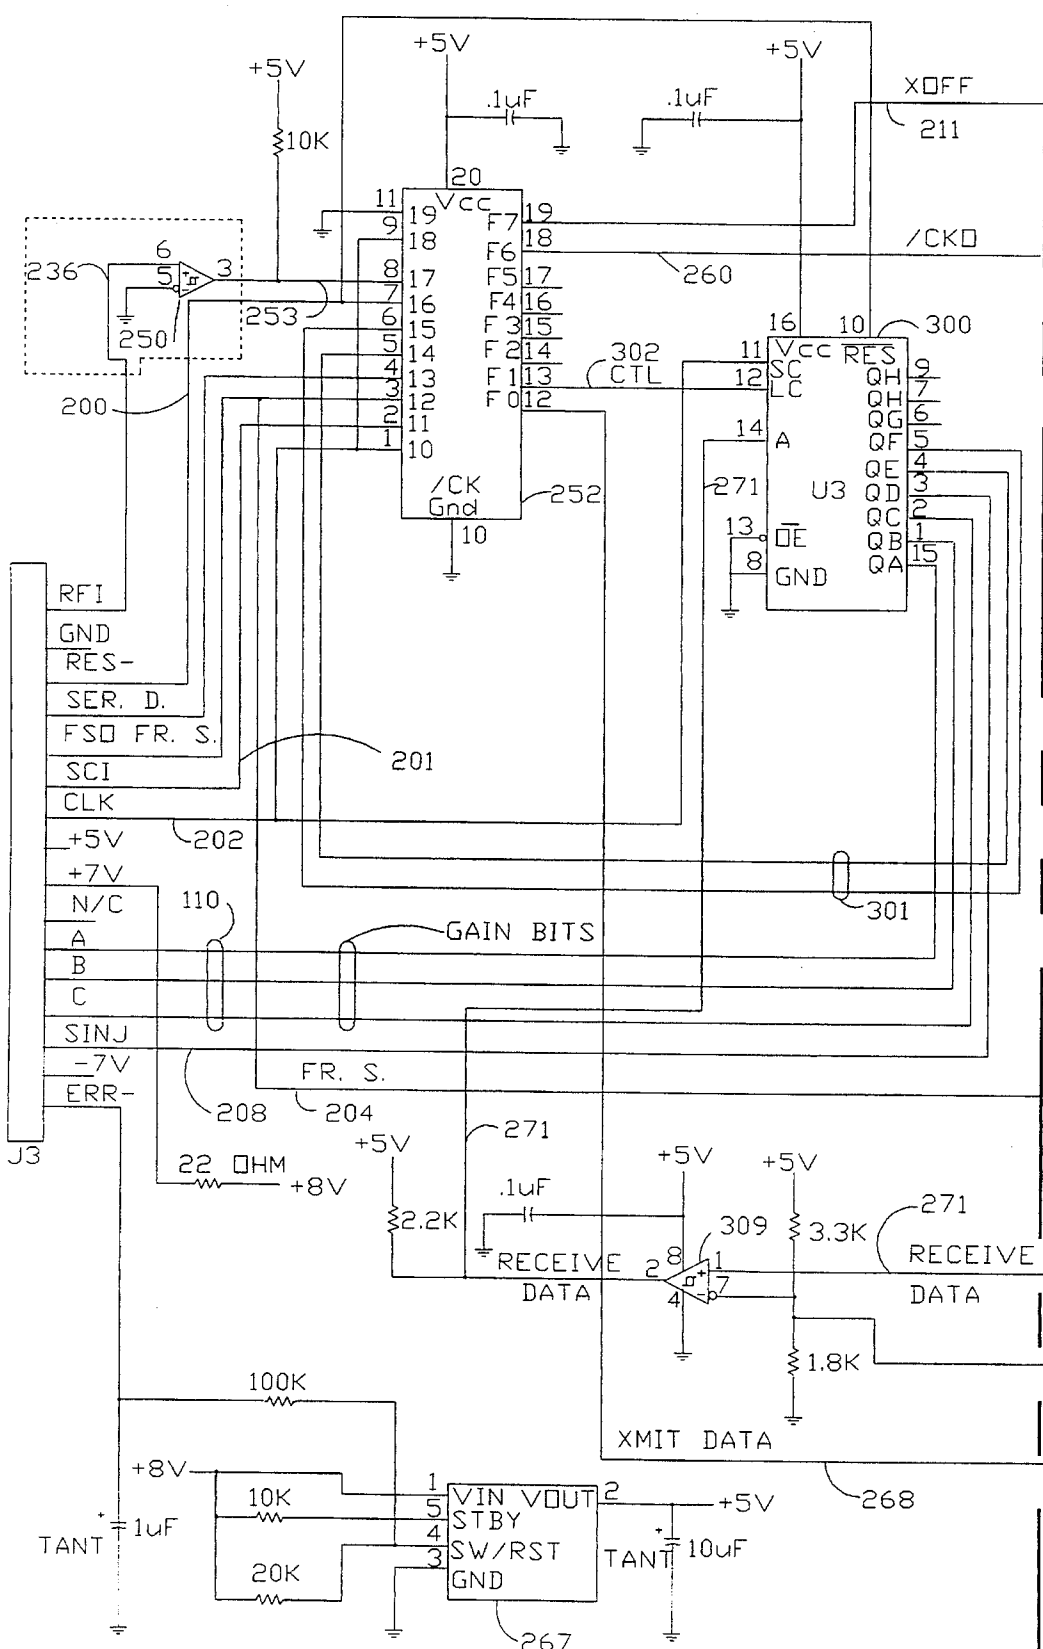 +5V
+5V
+5V
XOFF
.1uF
.1uF
211
10K
20
Vcc
11
19
F7
19
9
18
F6
18
/CKO
260
236
6
5
3
250
253
8
17
F5
17
7
16
F4
16
6
15
F3
15
5
14
F2
14
4
13
F1
13
3
12
F0
12
2
11
1
10
/CK
Gnd
10
252
302
CTL
200
16
10
300
Vcc
RES
11
SC
12
LC
14
A
271
U3
13
OE
8
GND
QH
9
QH
7
QG
6
QF
5
QE
4
QD
3
QC
2
QB
1
QA
15
RFI
GND
RES-
SER. D.
FSO FR. S.
SCI
201
CLK
202
+5V
+7V
N/C
A
B
C
SINJ
-7V
ERR-
J3
110
GAIN BITS
301
208
FR. S.
204
271
22 OHM
+8V
+5V
2.2K
.1uF
+5V
+5V
309
3.3K
271
8
1
2
7
4
RECEIVE
DATA
RECEIVE
DATA
1.8K
100K
XMIT DATA
268
+8V
10K
20K
1
VIN
VOUT
2
+5V
5
STBY
4
SW/RST
3
GND
TANT
+
1uF
TANT
+
10uF
267